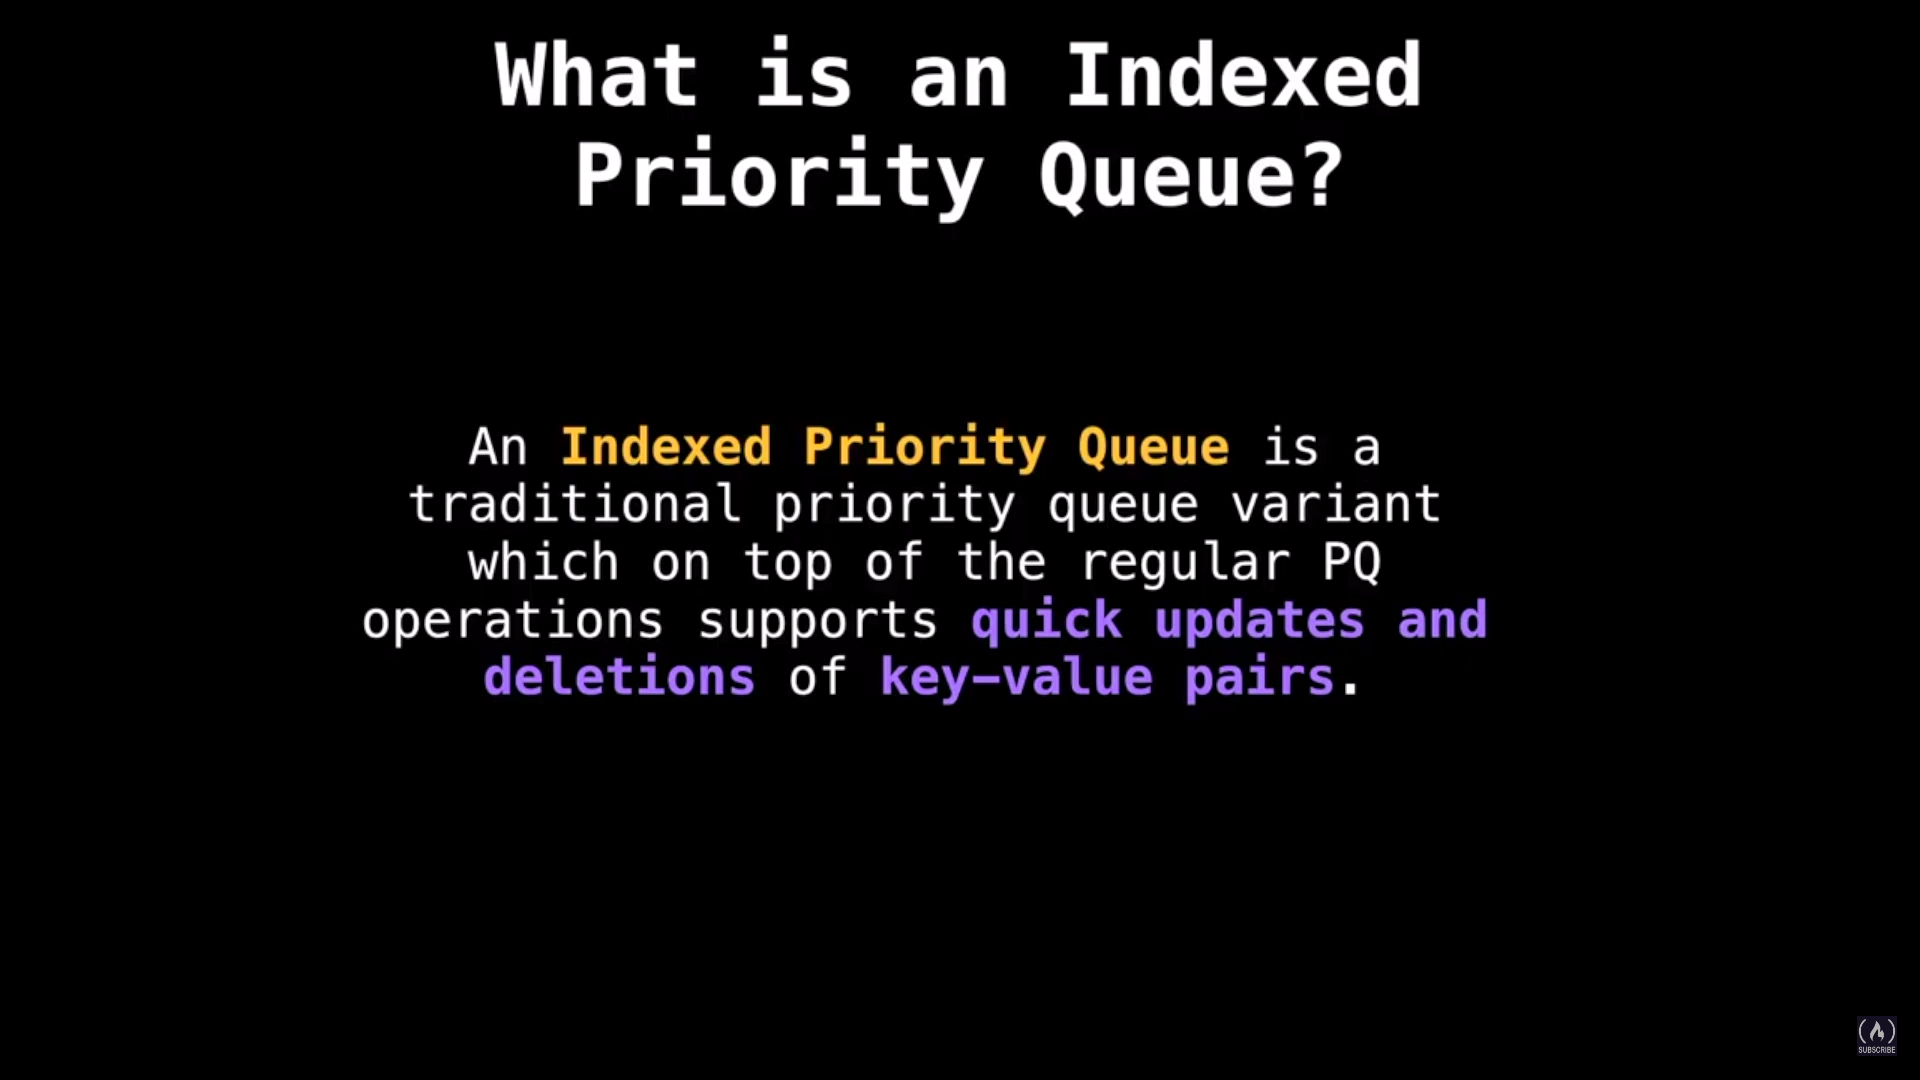 What is an Indexed
Priority Queue?
An Indexed Priority Queue is a
traditional priority queue variant
which on top of the regular PQ
operations supports quick updates and
deletions of key-value pairs.
SUBSCRIBE